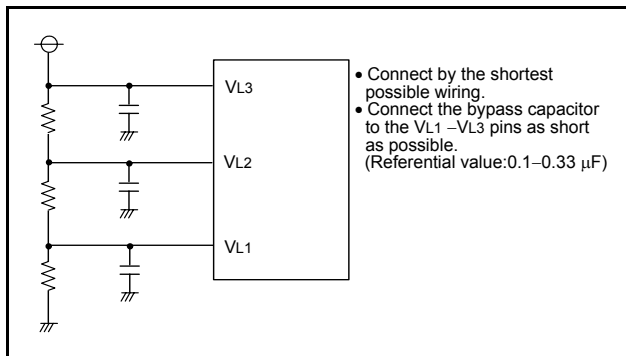 VL3
VL2
VL1
• Connect by the shortest
possible wiring.
• Connect the bypass capacitor
to the VL1 –VL3 pins as short
as possible.
(Referential value:0.1–0.33 μF)